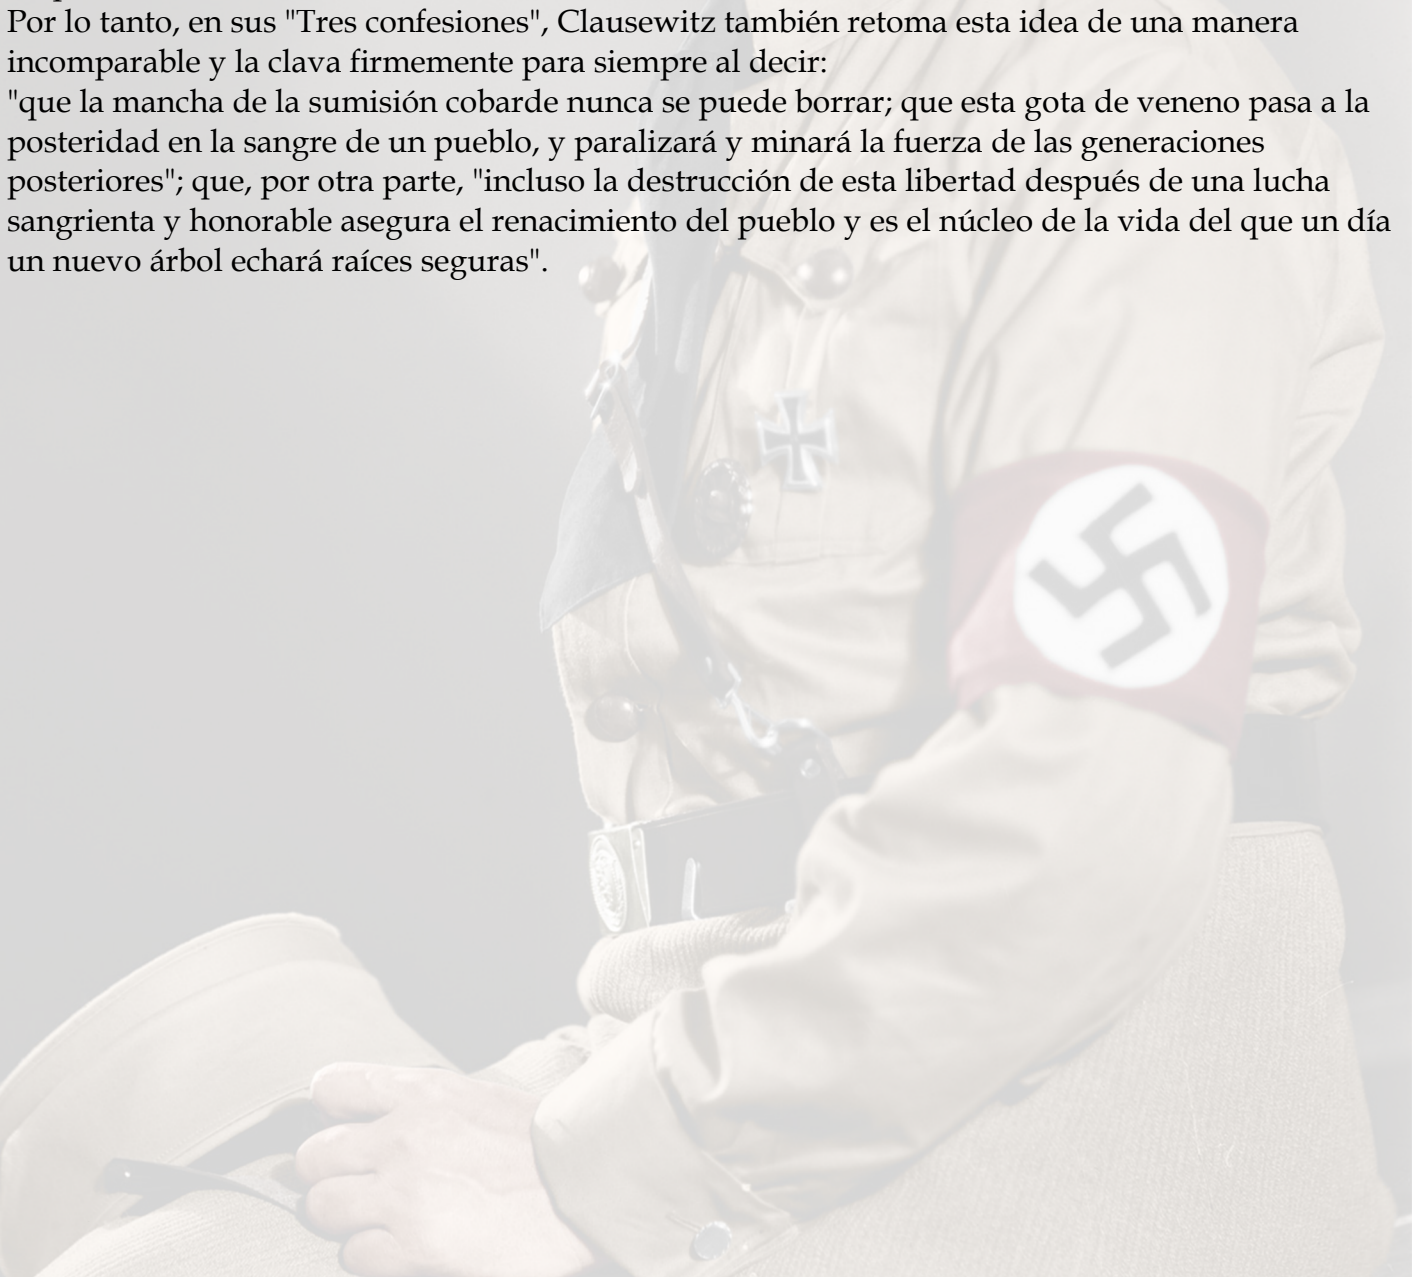 Por lo tanto, en sus "Tres confesiones", Clausewitz también retoma esta idea de una manera
incomparable y la clava firmemente para siempre al decir:
"que la mancha de la sumisión cobarde nunca se puede borrar; que esta gota de veneno pasa a la
posteridad en la sangre de un pueblo, y paralizará y minará la fuerza de las generaciones
posteriores"; que, por otra parte, "incluso la destrucción de esta libertad después de una lucha
sangrienta y honorable asegura el renacimiento del pueblo y es el núcleo de la vida del que un día
un nuevo árbol echará raíces seguras".